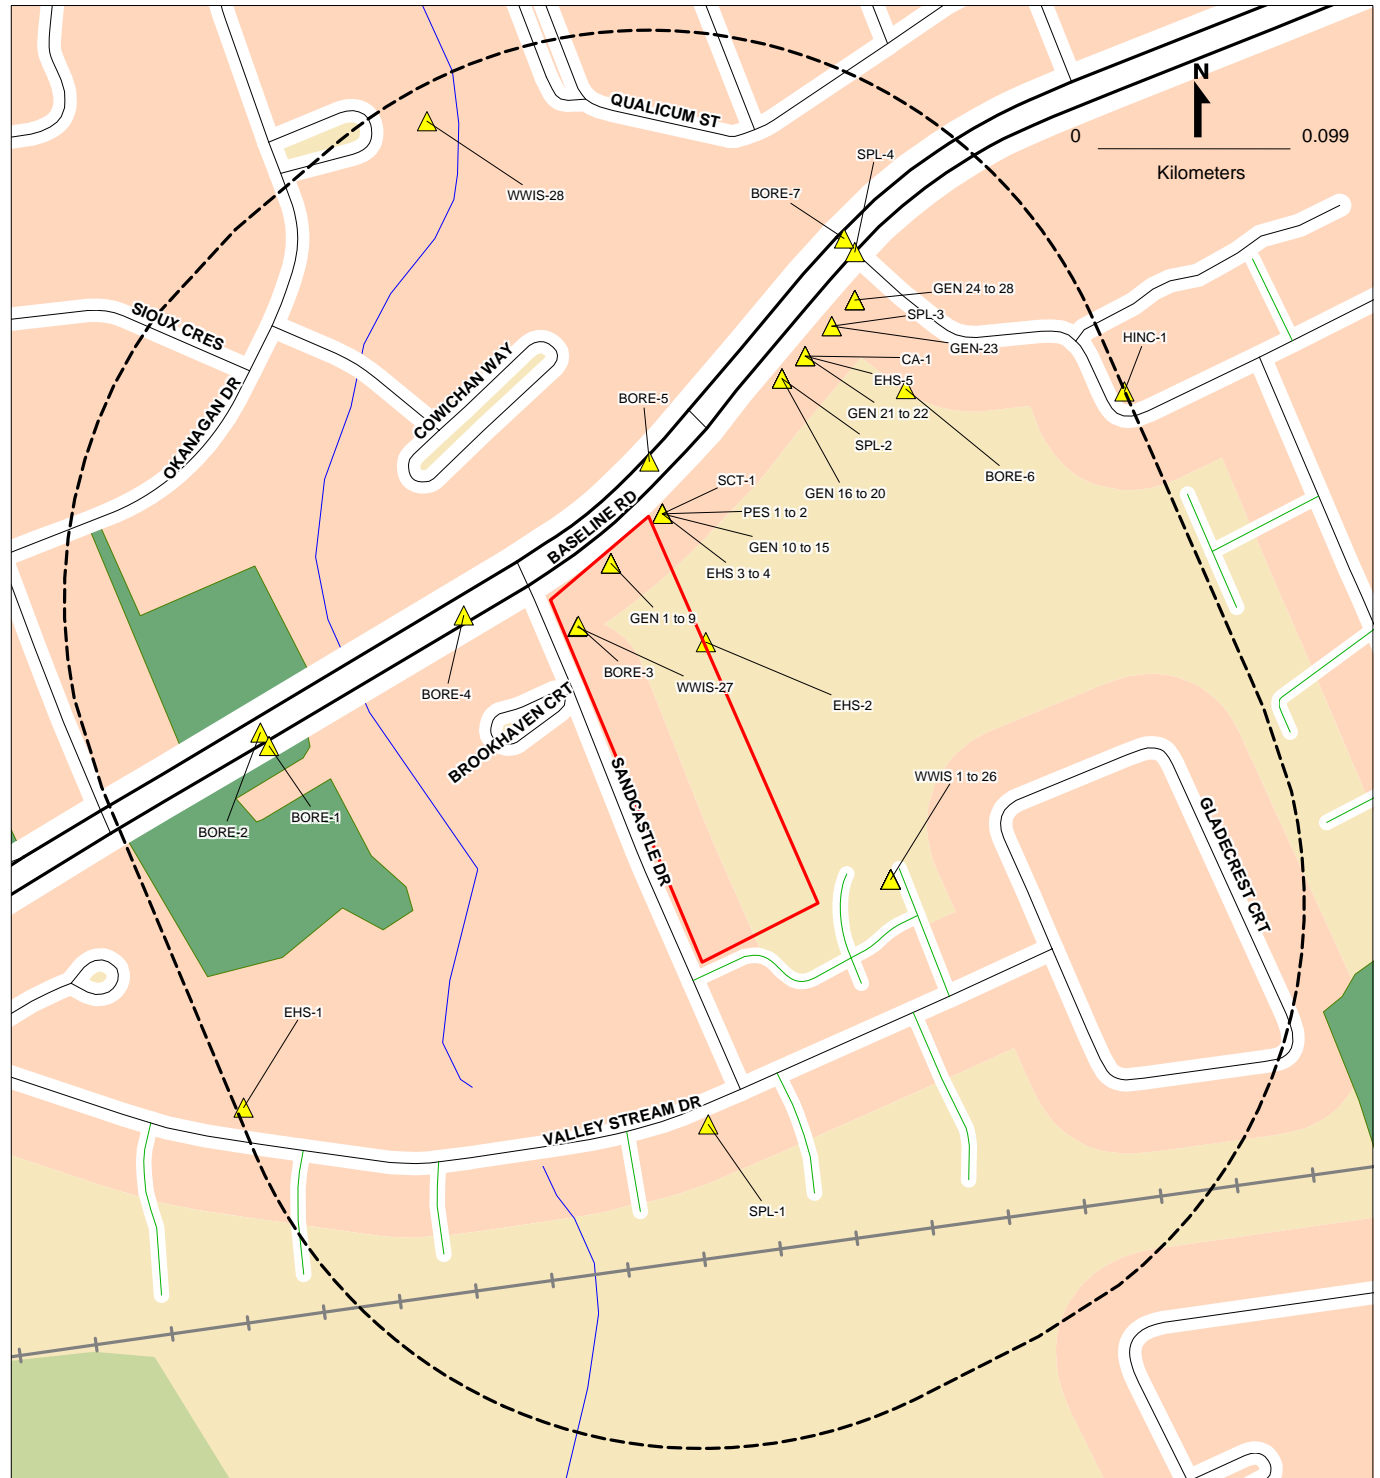 QUALICUM ST
N
0
0.099
Kilometers
SPL-4
BORE-7
WWIS-28
GEN 24 to 28
SPL-3
GEN-23
SIOUX CRES
HINC-1
CA-1
EHS-5
COWICHAN WAY
BORE-5
GEN 21 to 22
OKANAGAN DR
SPL-2
BORE-6
SCT-1
GEN 16 to 20
PES 1 to 2
BASELINE RD
GEN 10 to 15
EHS 3 to 4
GEN 1 to 9
BORE-3
WWIS-27
BORE-4
EHS-2
BROOKHAVEN CRT
WWIS 1 to 26
SANDCASTLE DR
BORE-1
BORE-2
GLADECREST CRT
EHS-1
VALLEY STREAM DR
SPL-1